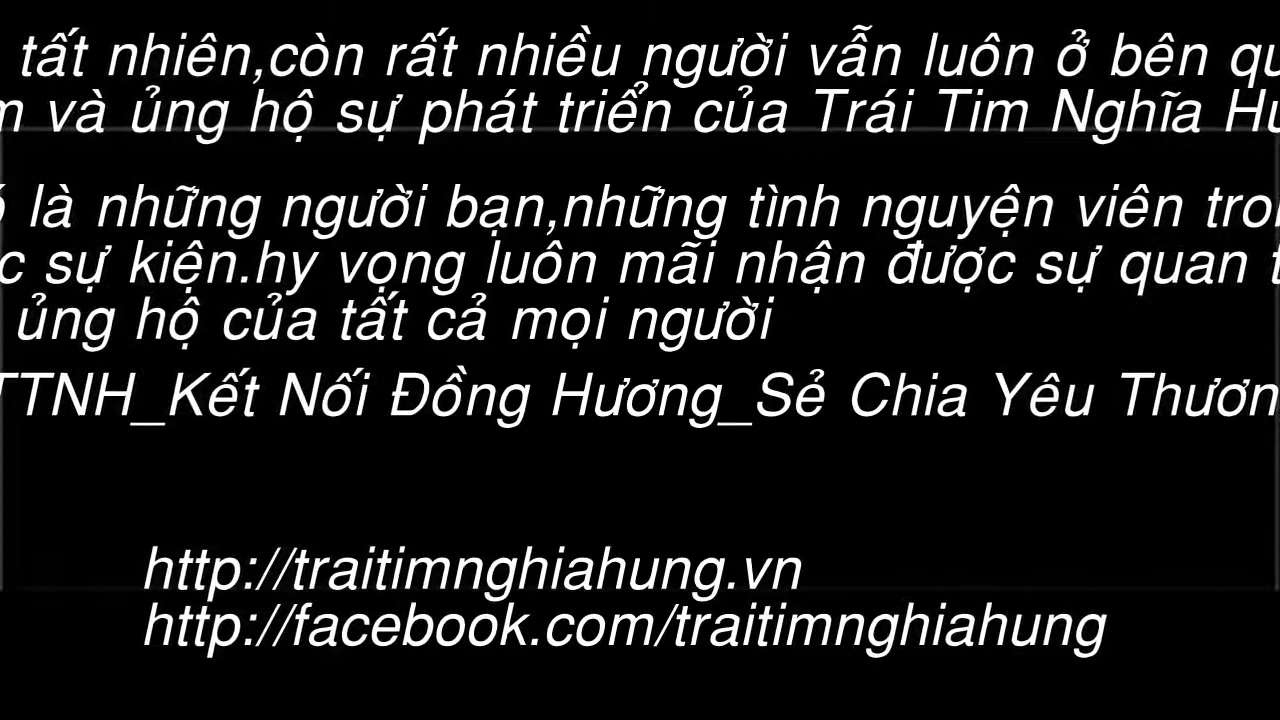 tất nhiên,còn rất nhiều người vẫn luôn ở bên
và ủng hộ sự phát triển của Trái Tim Nghĩa
là những người bạn,những tình nguyện viên
sự kiện.hy vọng luôn mãi nhận được sự quan
ủng hộ của tất cả mọi người
TTNH_Kết Nối Đồng Hương_Sẻ Chia Yêu
http://traitimnghiahung.vn
http://facebook.com/traitimnghiahung